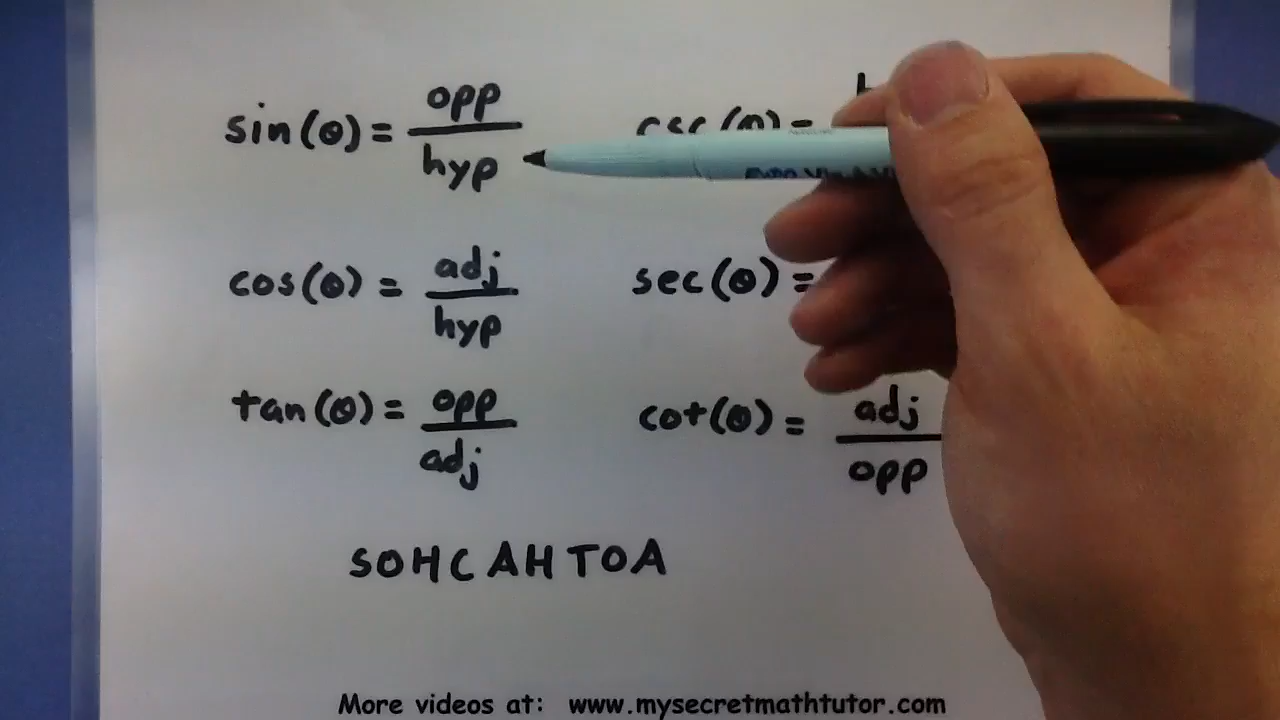 sin(θ) = opp/hyp csc(θ) =
cos(θ) = adj/hyp sec(θ) =
tan(θ) = opp/adj cot(θ) = adj/opp
SOHCAHTOA
More videos at: www.mysecretmathtutor.com